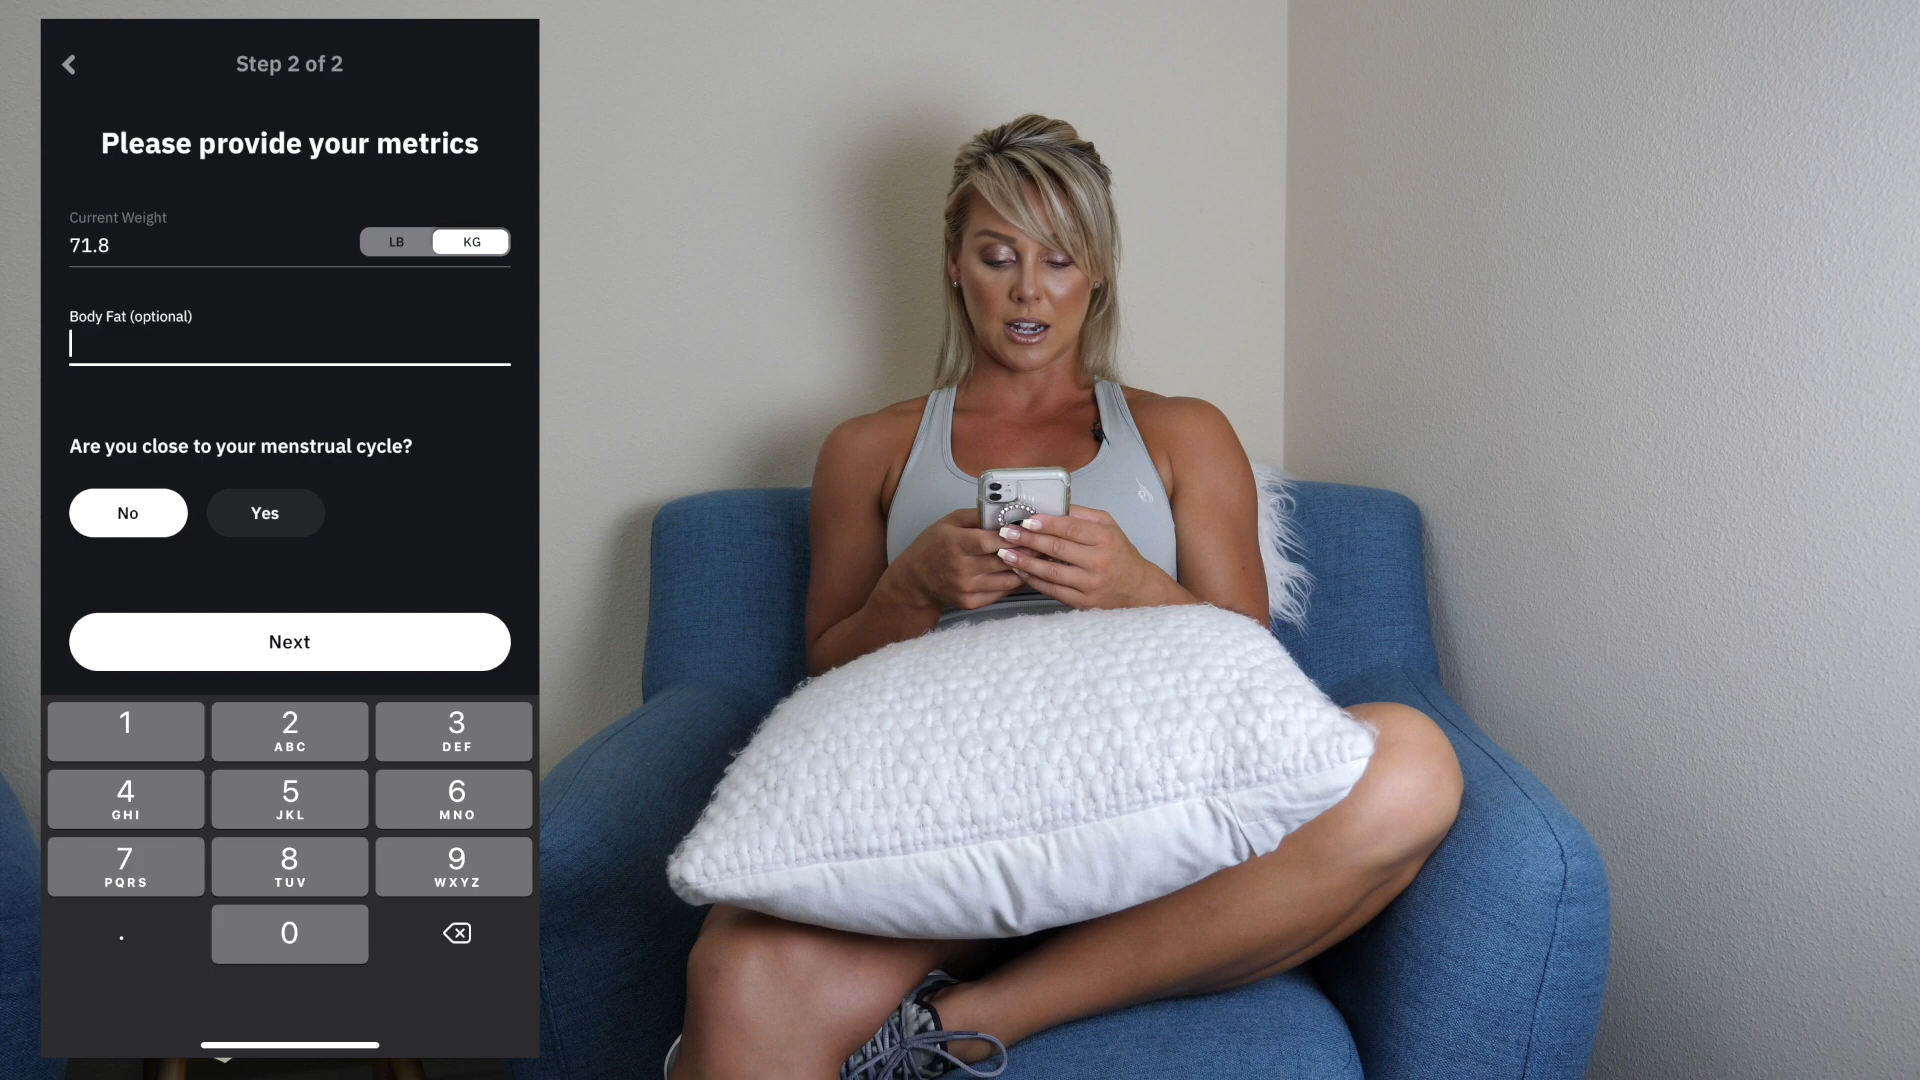 Step 2 of 2
Please provide your metrics
Current Weight
71.8
LB KG
Body Fat (optional)
Are you close to your menstrual cycle?
No Yes
Next
1 2 3
ABC DEF
4 5 6
GHI JKL MNO
7 8 9
PQRS TUV WXYZ
. 0